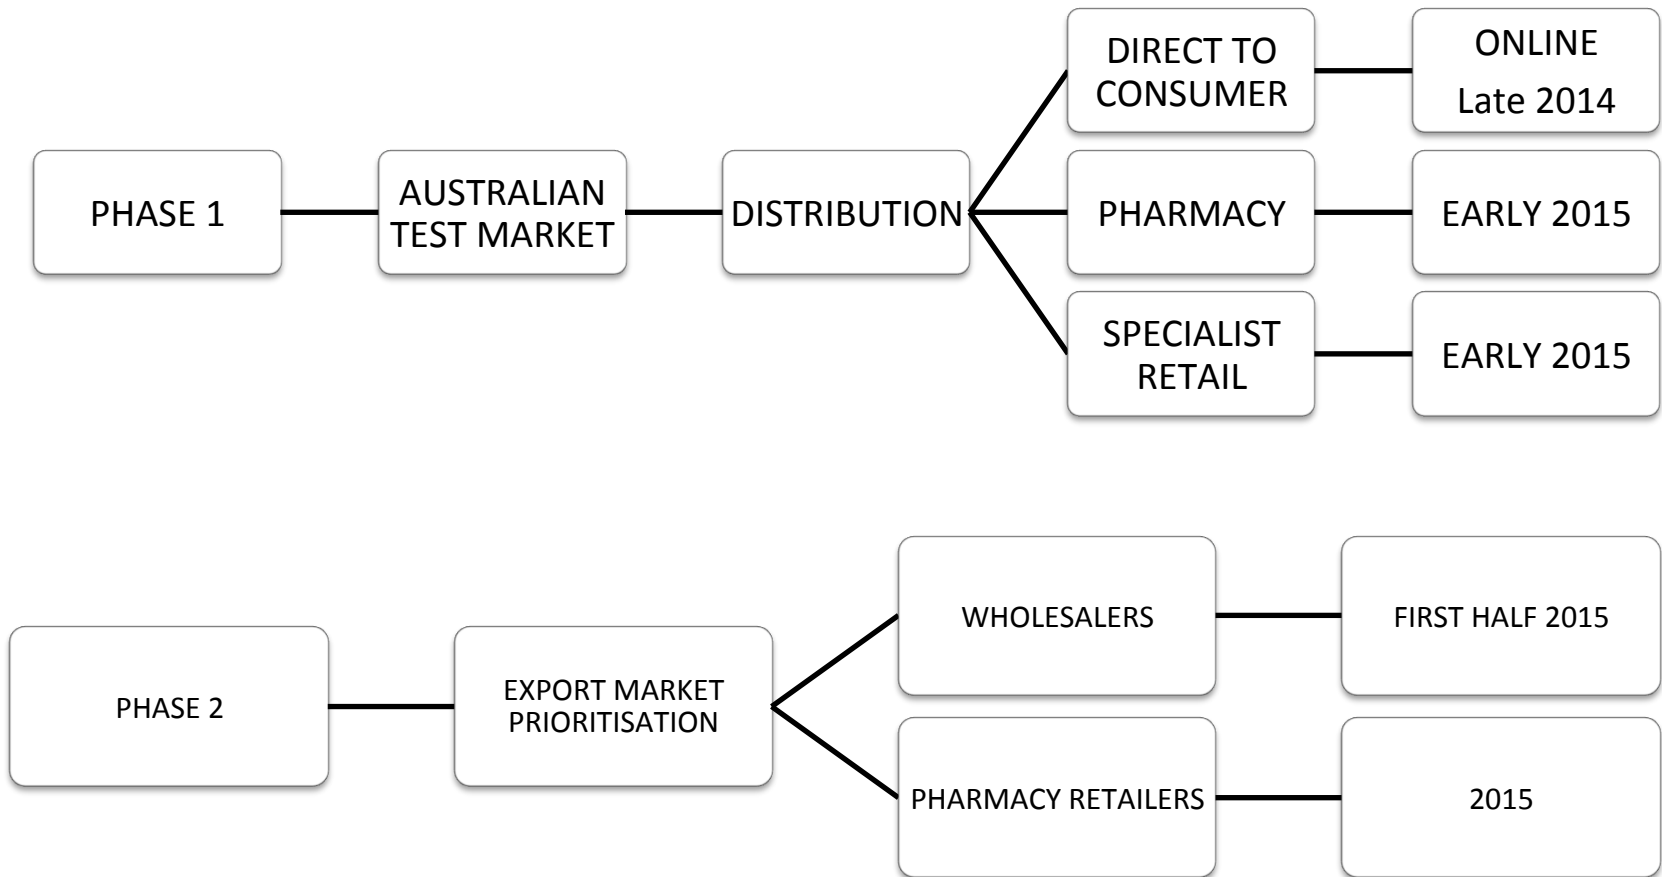 PHASE 1
AUSTRALIAN
TEST MARKET
DISTRIBUTION
DIRECT TO
CONSUMER
ONLINE
Late 2014
PHARMACY
EARLY 2015
SPECIALIST
RETAIL
EARLY 2015
PHASE 2
EXPORT MARKET
PRIORITISATION
WHOLESALERS
FIRST HALF 2015
PHARMACY RETAILERS
2015